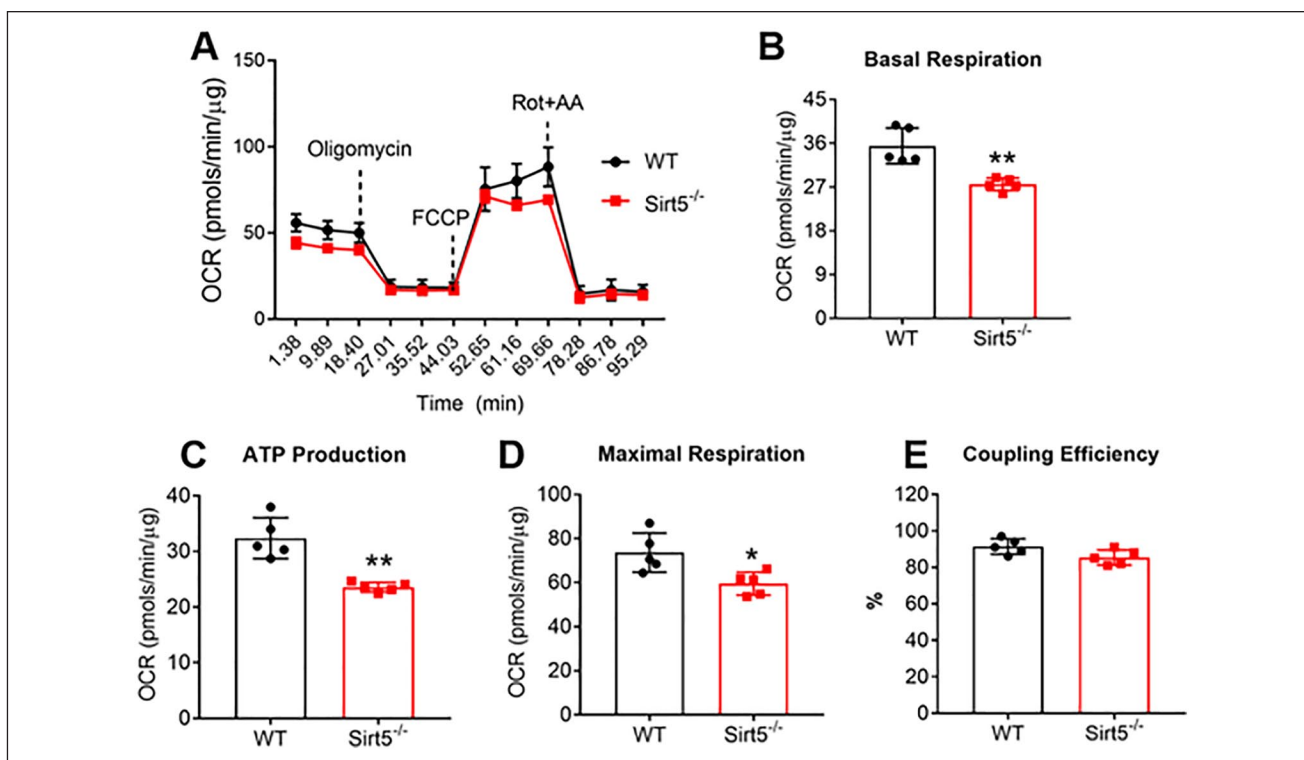 A
OCR (pmols/min/μg)
150
100
50
0
Oligomycin
FCCP
Rot+AA
WT
Sirt5-/-
1.38
9.89
18.40
27.01
35.52
44.03
52.65
61.16
69.66
78.28
86.78
95.29
Time (min)
B
Basal Respiration
OCR (pmols/min/μg)
45
36
27
18
9
0
**
WT
Sirt5-/-
C
ATP Production
OCR (pmols/min/μg)
40
30
20
10
0
**
WT
Sirt5-/-
D
Maximal Respiration
OCR (pmols/min/μg)
100
80
60
40
20
0
*
WT
Sirt5-/-
E
Coupling Efficiency
%
120
100
80
60
40
20
0
WT
Sirt5-/-